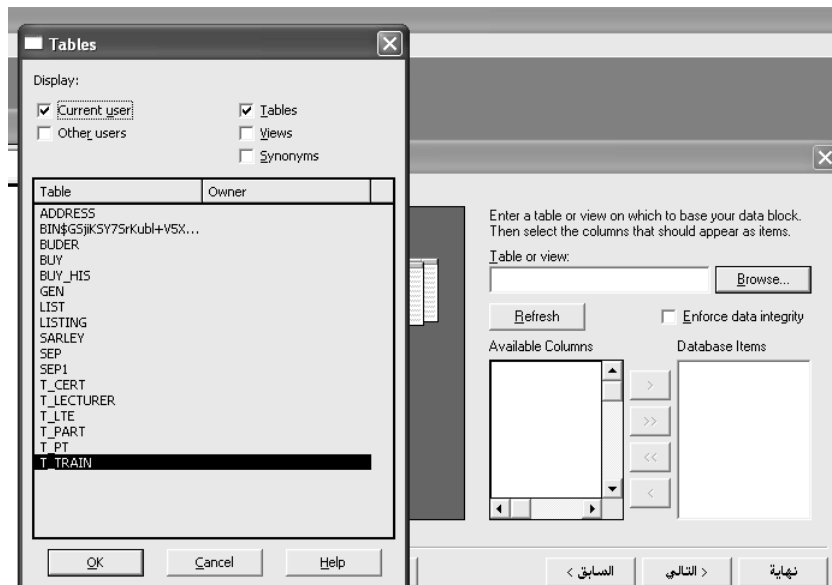 Tables
Display:
Current user
Tables
Other users
Views
Synonyms
Table Owner
ADDRESS
BIN$GSjiKSY7SrKubl+V5X...
BUDER
BUY
BUY_HIS
GEN
LIST
LISTING
SARLEY
SEP
SEP1
T_CERT
T_LECTURER
T_LTE
T_PART
T_PT
T_TRAIN
OK Cancel Help
Enter a table or view on which to base your data block.
Then select the columns that should appear as items.
Table or view:
Browse...
Refresh
Enforce data integrity
Available Columns Database Items
>
>>
<<
<
السابق >
< التالي
نهاية